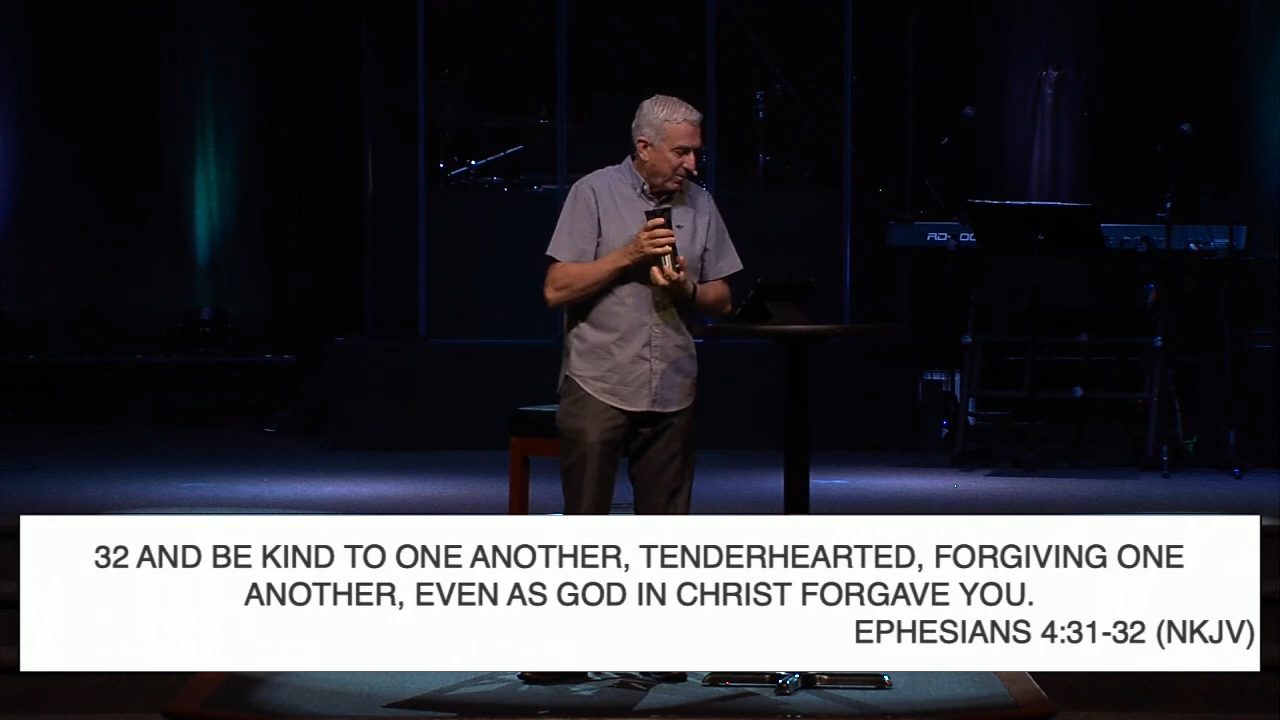 RD-
32 AND BE KIND TO ONE ANOTHER, TENDERHEARTED, FORGIVING ONE
ANOTHER, EVEN AS GOD IN CHRIST FORGAVE YOU.
EPHESIANS 4:31-32 (NKJV)